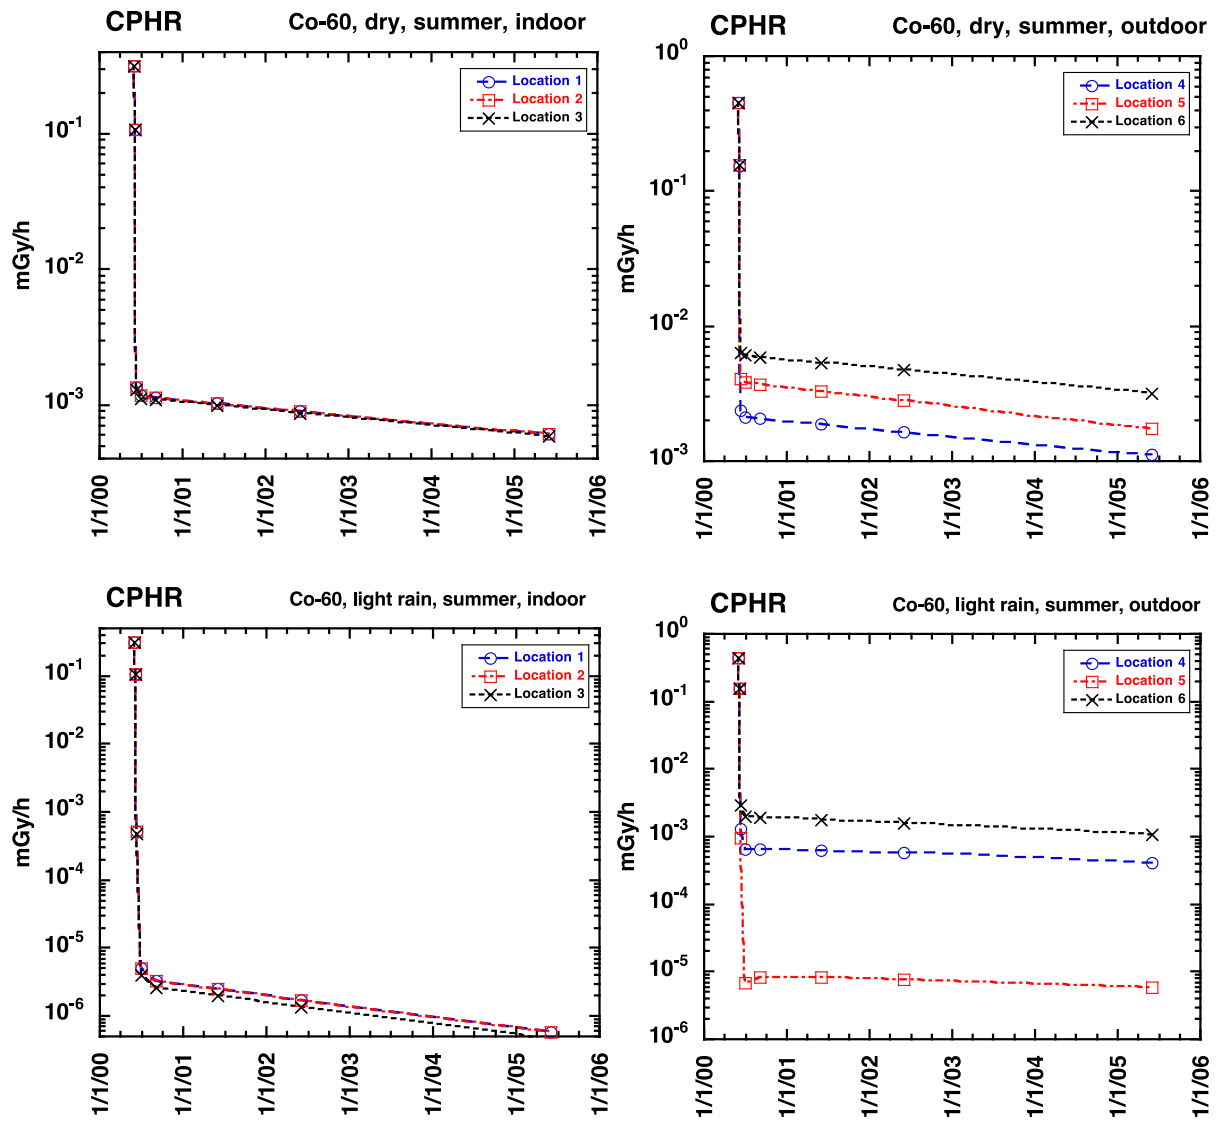 CPHR
Co-60, dry, summer, indoor
Location 1
Location 2
Location 3
10-1
10-2
10-3
mGy/h
1/1/00
1/1/01
1/1/02
1/1/03
1/1/04
1/1/05
1/1/06
CPHR
Co-60, dry, summer, outdoor
Location 4
Location 5
Location 6
100
10-1
10-2
10-3
mGy/h
1/1/00
1/1/01
1/1/02
1/1/03
1/1/04
1/1/05
1/1/06
CPHR
Co-60, light rain, summer, indoor
Location 1
Location 2
Location 3
10-1
10-2
10-3
10-4
10-5
10-6
mGy/h
1/1/00
1/1/01
1/1/02
1/1/03
1/1/04
1/1/05
1/1/06
CPHR
Co-60, light rain, summer, outdoor
Location 4
Location 5
Location 6
100
10-1
10-2
10-3
10-4
10-5
10-6
mGy/h
1/1/00
1/1/01
1/1/02
1/1/03
1/1/04
1/1/05
1/1/06